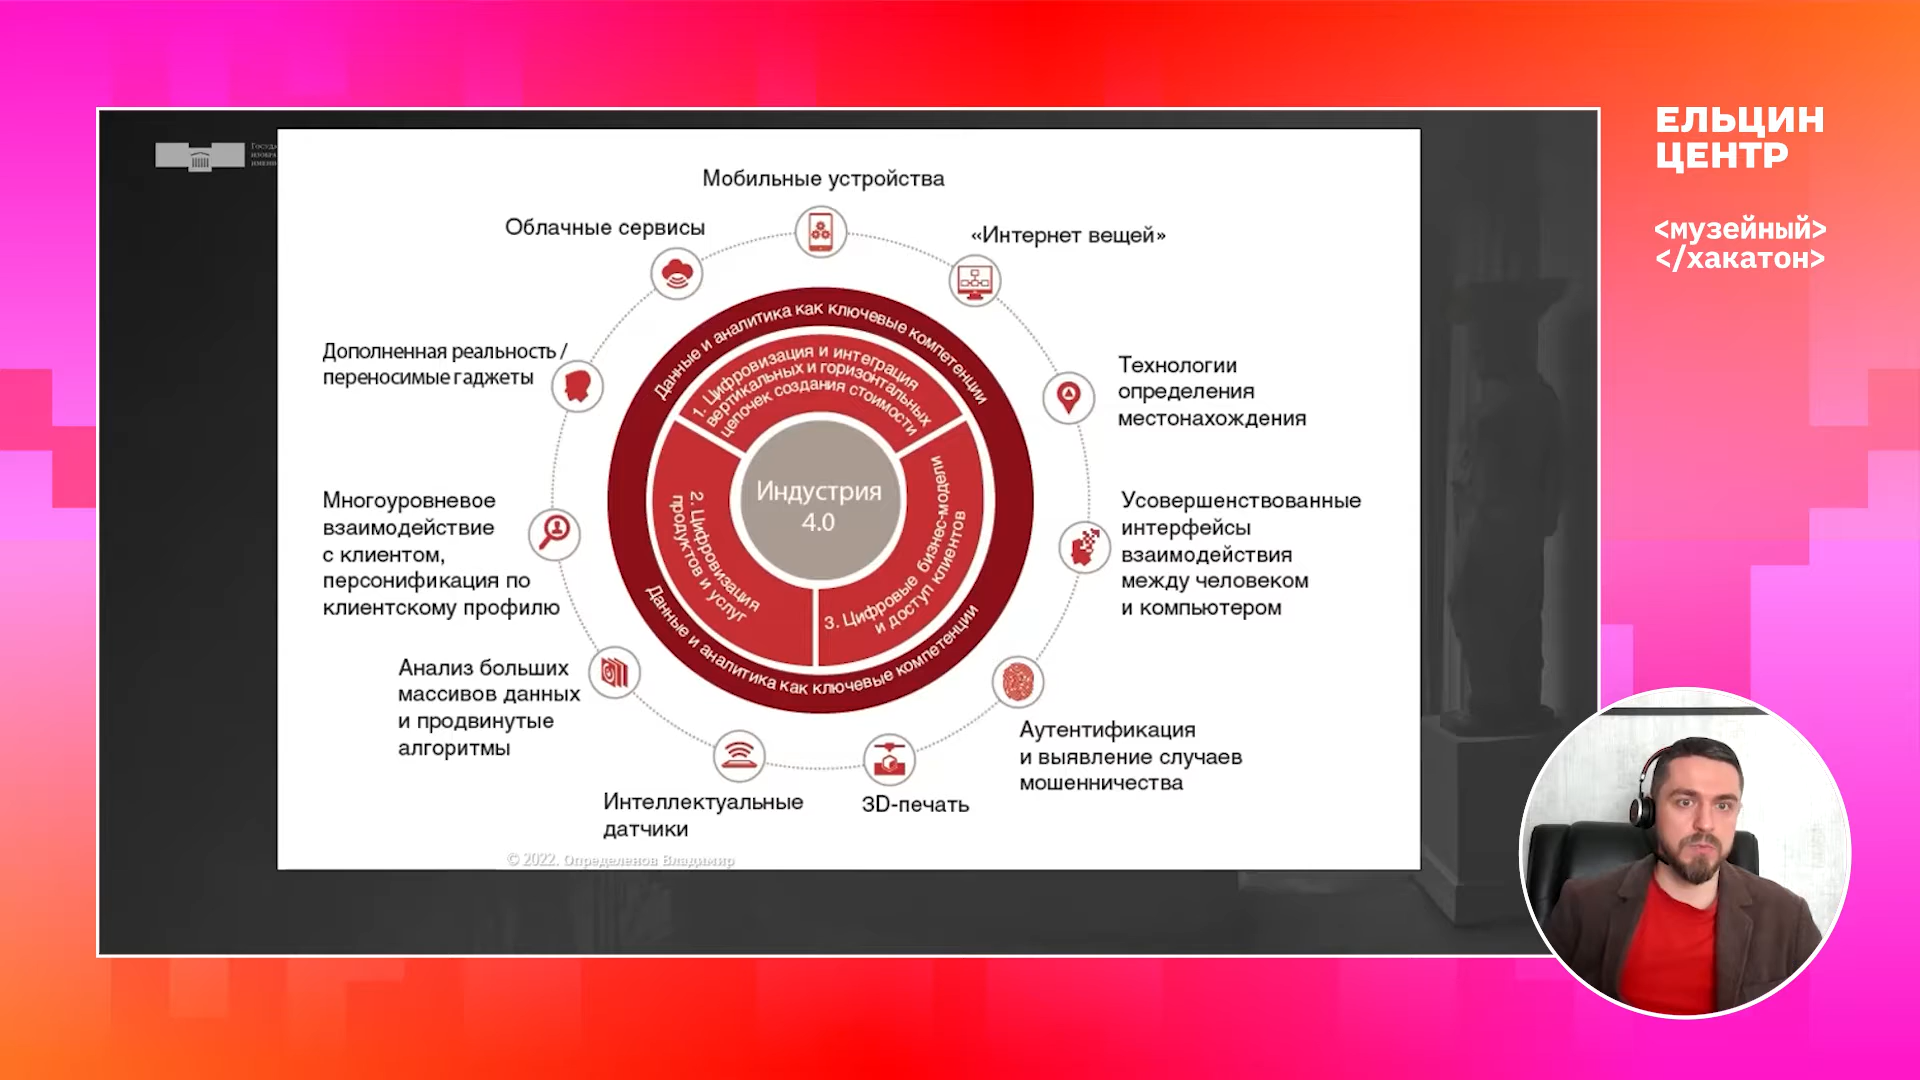 ЕЛЬЦИН
ЦЕНТР
<музейный>
</хакатон>
Мобильные устройства
Облачные сервисы
«Интернет вещей»
Дополненная реальность /
переносимые гаджеты
Технологии
определения
местонахождения
Многоуровневое
взаимодействие
с клиентом,
персонификация по
клиентскому профилю
Усовершенствованные
интерфейсы
взаимодействия
между человеком
и компьютером
Анализ больших
массивов данных
и продвинутые
алгоритмы
Аутентификация
и выявление случаев
мошенничества
Интеллектуальные
датчики
3D-печать
Данные и аналитика как ключевые компетенции
1. Цифровизация и интеграция
вертикальных и горизонтальных
цепочек создания стоимости
2. Цифровизация
продуктов и услуг
3. Цифровые бизнес-модели
и доступ клиентов
Индустрия
4.0
Данные и аналитика как ключевые компетенции
© 2022. Определенов Владимир